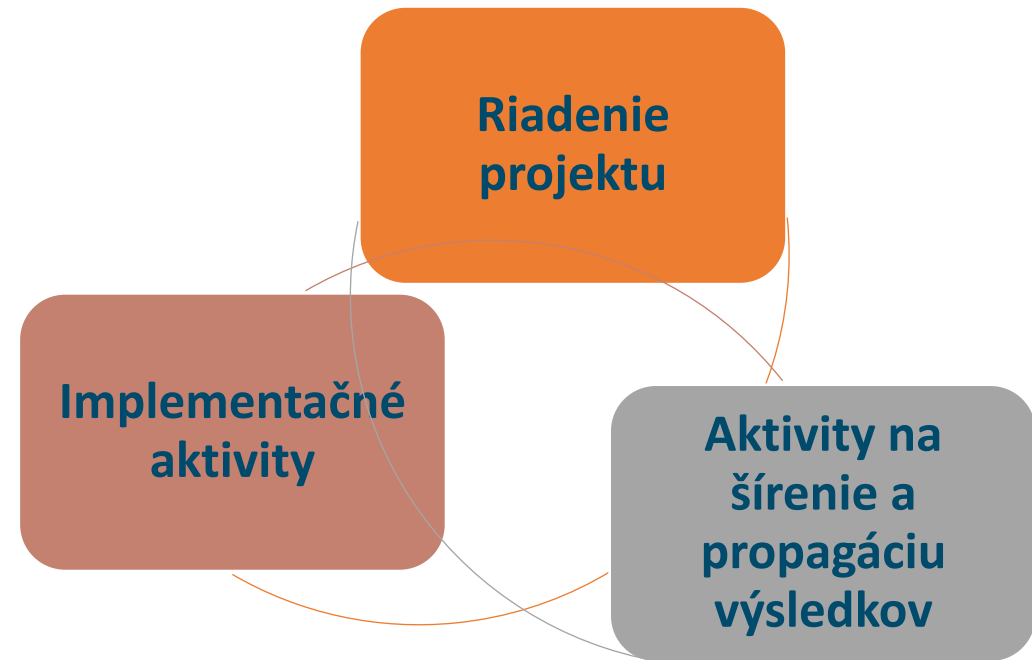 Riadenie
projektu
Implementačné
aktivity
Aktivity na
šírenie a
propagáciu
výsledkov